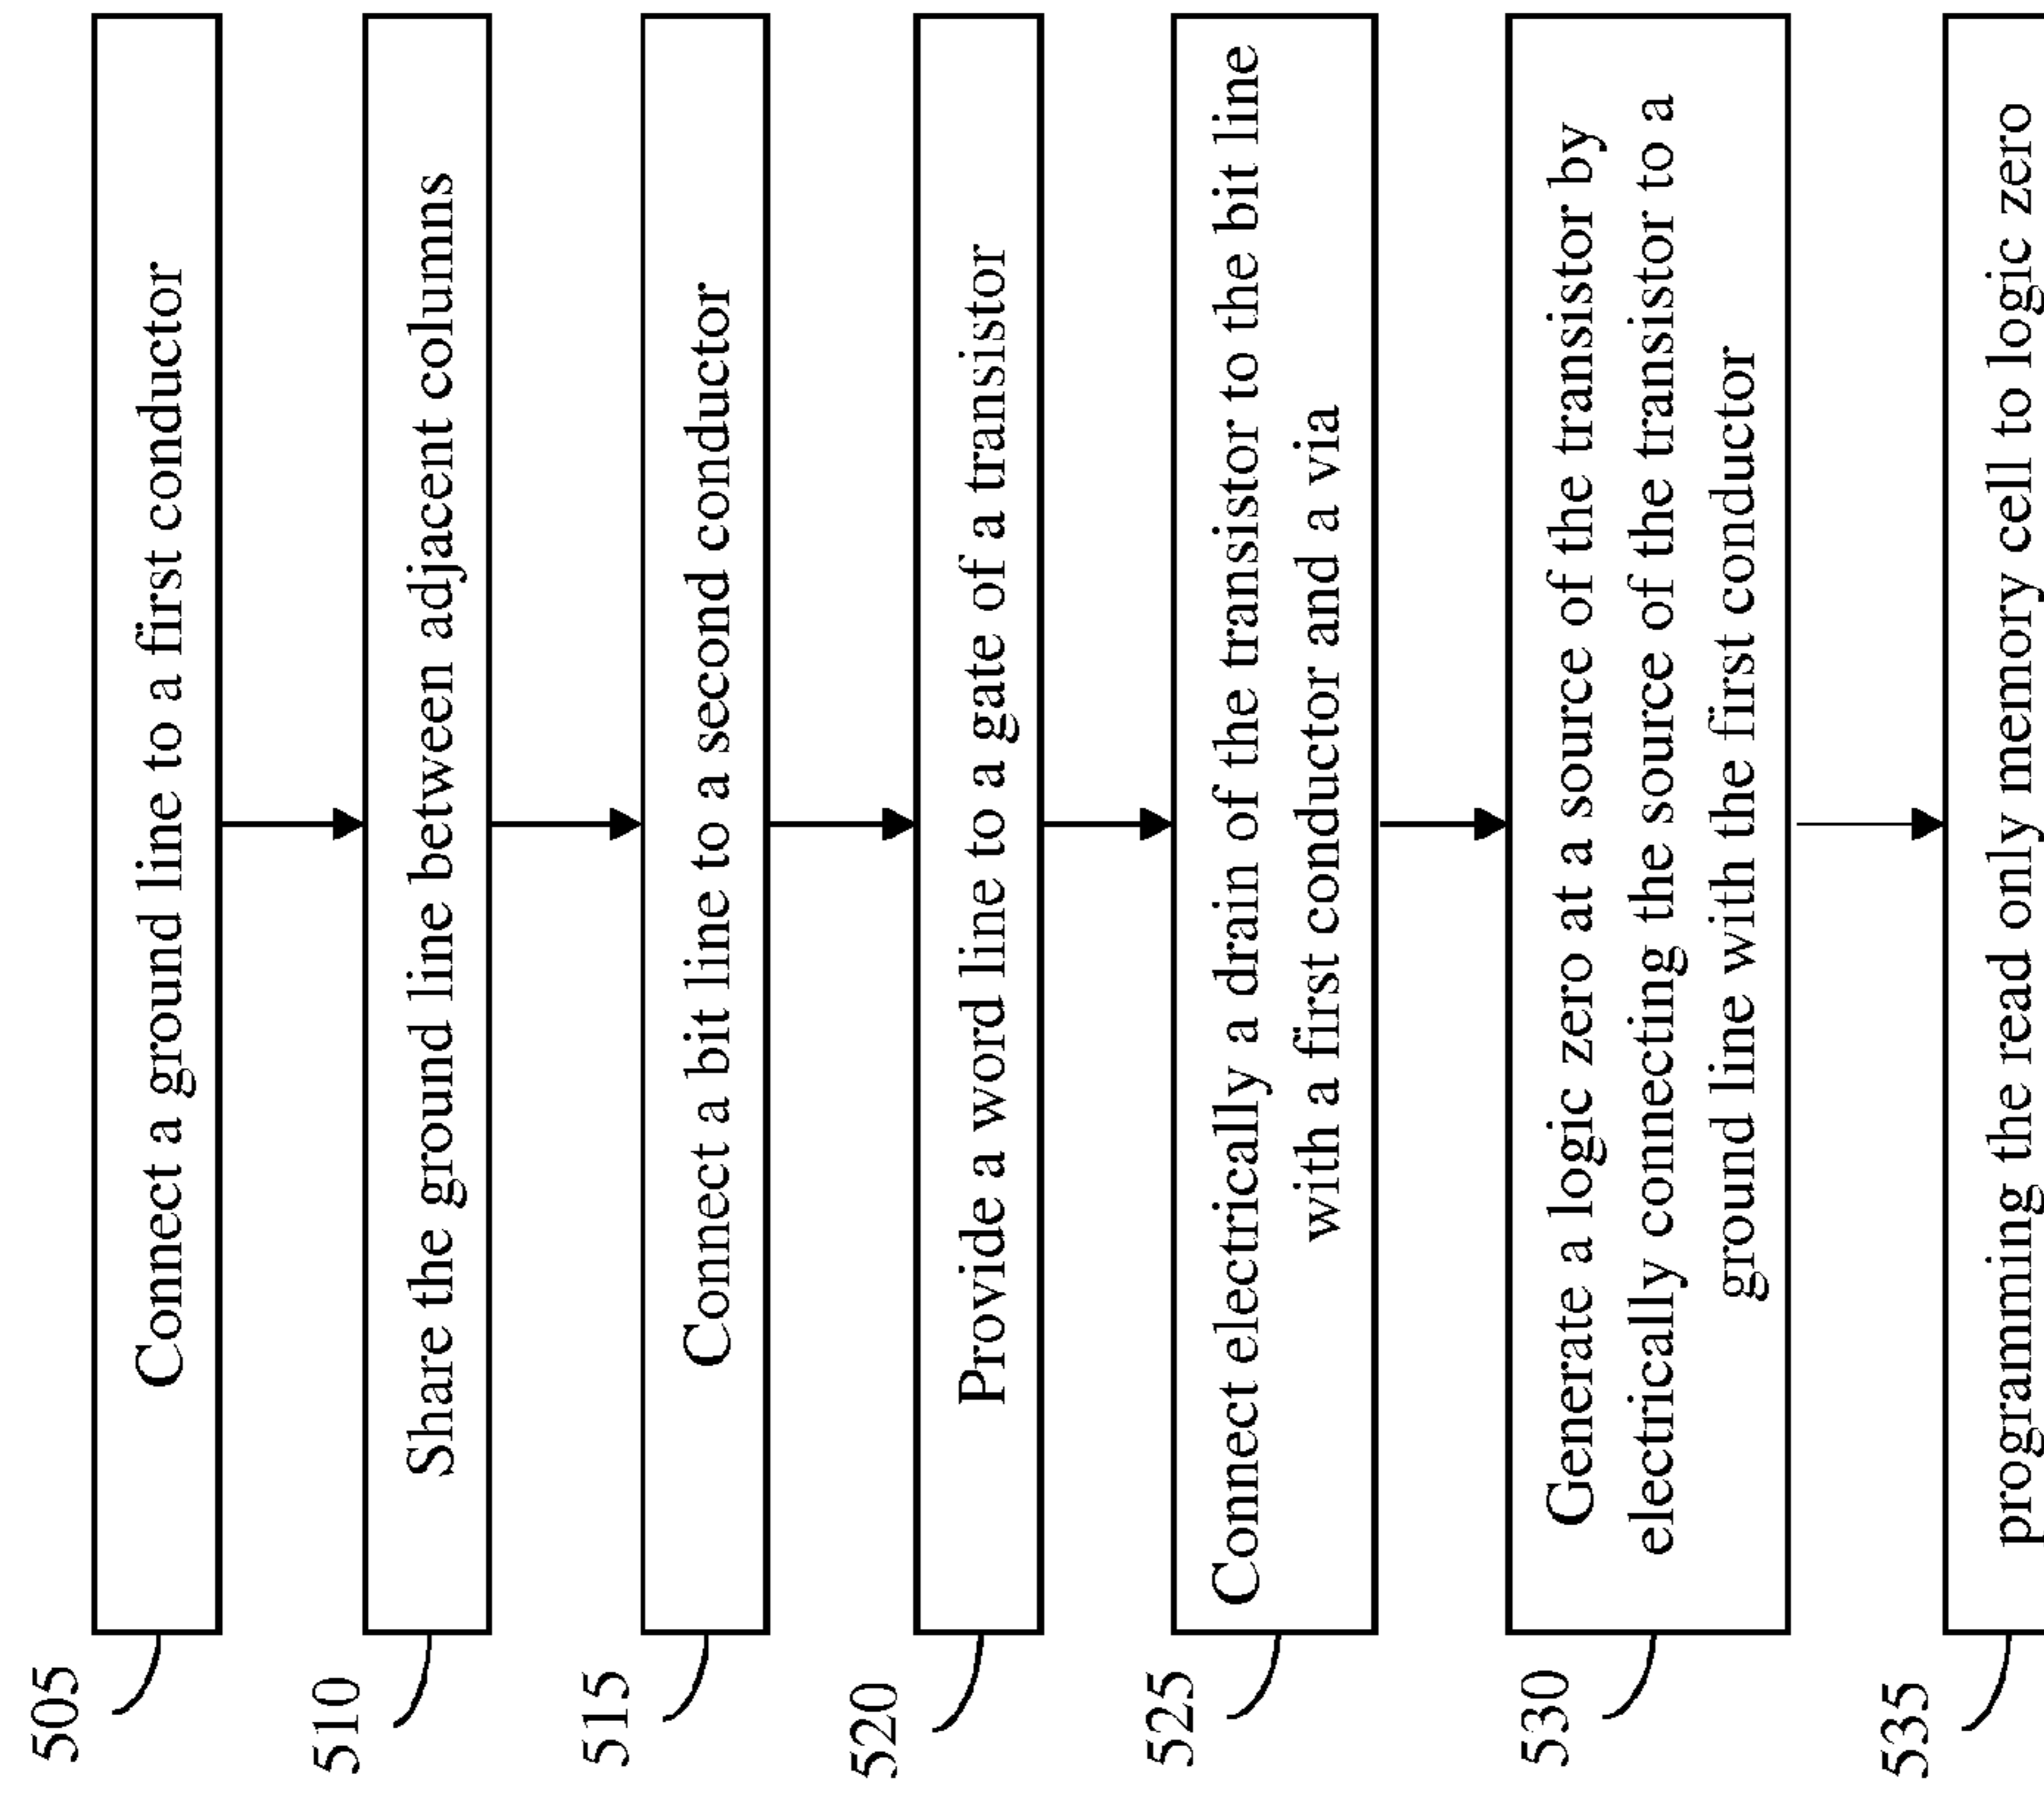 505
Connect a ground line to a first conductor
510
Share the ground line between adjacent columns
515
Connect a bit line to a second conductor
520
Provide a word line to a gate of a transistor
525
Connect electrically a drain of the transistor to the bit line
with a first conductor and a via
530
Generate a logic zero at a source of the transistor by
electrically connecting the source of the transistor to a
ground line with the first conductor
535
programming the read only memory cell to logic zero